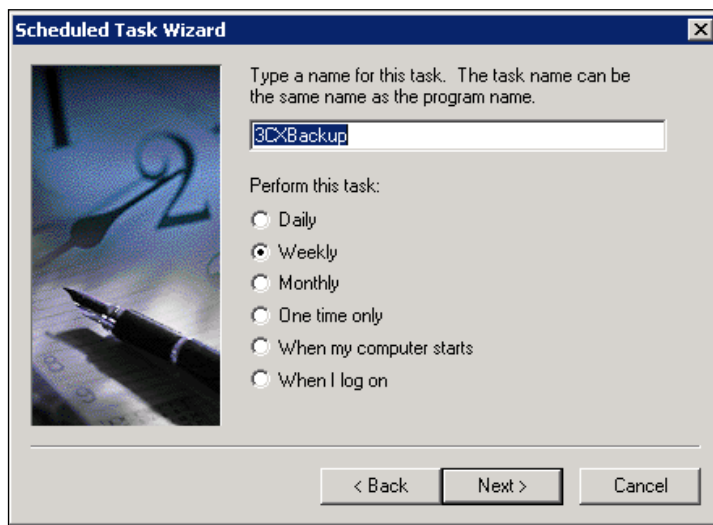 Scheduled Task Wizard
Type a name for this task. The task name can be
the same name as the program name.
3CXBackup
Perform this task:
Daily
Weekly
Monthly
One time only
When my computer starts
When I log on
< Back
Next >
Cancel